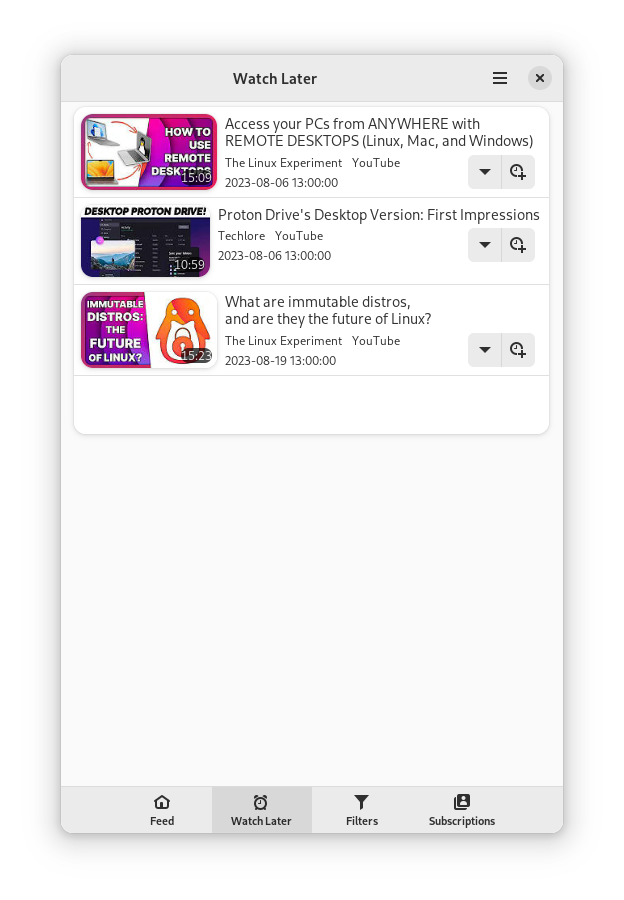 Watch Later
HOW TO
USE
REMOTE
DESKTOPS
15:09
Access your PCs from ANYWHERE with
REMOTE DESKTOPS (Linux, Mac, and Windows)
The Linux Experiment YouTube
2023-08-06 13:00:00
DESKTOP PROTON DRIVE!
10:59
Proton Drive's Desktop Version: First Impressions
Techlore YouTube
2023-08-06 13:00:00
IMMUTABLE
DISTROS:
THE
FUTURE
OF LINUX?
15:23
What are immutable distros,
and are they the future of Linux?
The Linux Experiment YouTube
2023-08-19 13:00:00
Feed Watch Later Filters Subscriptions